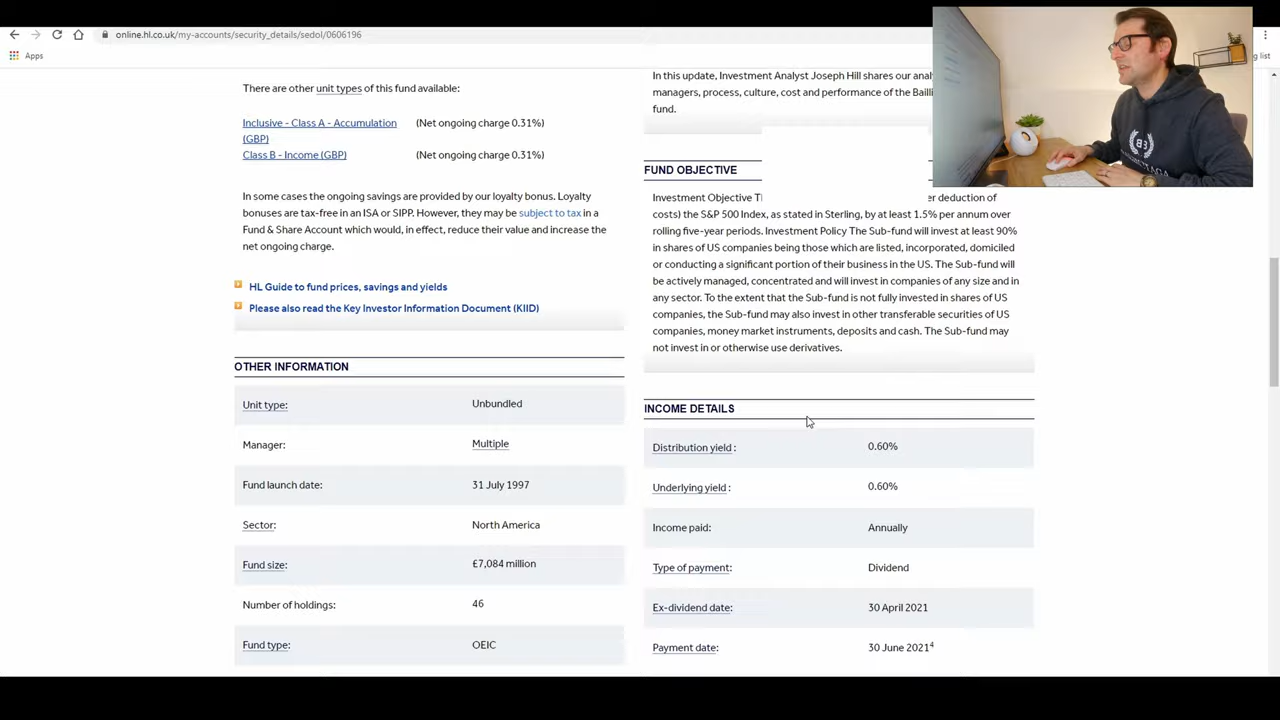 online.hl.co.uk/my-accounts/security_details/sedol/0606196
Apps
ng list
There are other unit types of this fund available:
Inclusive - Class A - Accumulation (Net ongoing charge 0.31%)
(GBP)
Class B - Income (GBP) (Net ongoing charge 0.31%)
In some cases the ongoing savings are provided by our loyalty bonus. Loyalty
bonuses are tax-free in an ISA or SIPP. However, they may be subject to tax in a
Fund & Share Account which would, in effect, reduce their value and increase the
net ongoing charge.
HL Guide to fund prices, savings and yields
Please also read the Key Investor Information Document (KIID)
OTHER INFORMATION
Unit type: Unbundled
Manager: Multiple
Fund launch date: 31 July 1997
Sector: North America
Fund size: £7,084 million
Number of holdings: 46
Fund type: OEIC
In this update, Investment Analyst Joseph Hill shares our
managers, process, culture, cost and performance of the
fund.
FUND OBJECTIVE
Investment Objective deduction of
costs) the S&P 500 Index, as stated in Sterling, by at least 1.5% per annum over
rolling five-year periods. Investment Policy The Sub-fund will invest at least 90%
in shares of US companies being those which are listed, incorporated, domiciled
or conducting a significant portion of their business in the US. The Sub-fund will
be actively managed, concentrated and will invest in companies of any size and in
any sector. To the extent that the Sub-fund is not fully invested in shares of US
companies, the Sub-fund may also invest in other transferable securities of US
companies, money market instruments, deposits and cash. The Sub-fund may
not invest in or otherwise use derivatives.
INCOME DETAILS
Distribution yield : 0.60%
Underlying yield : 0.60%
Income paid: Annually
Type of payment: Dividend
Ex-dividend date: 30 April 2021
Payment date: 30 June 2021⁴